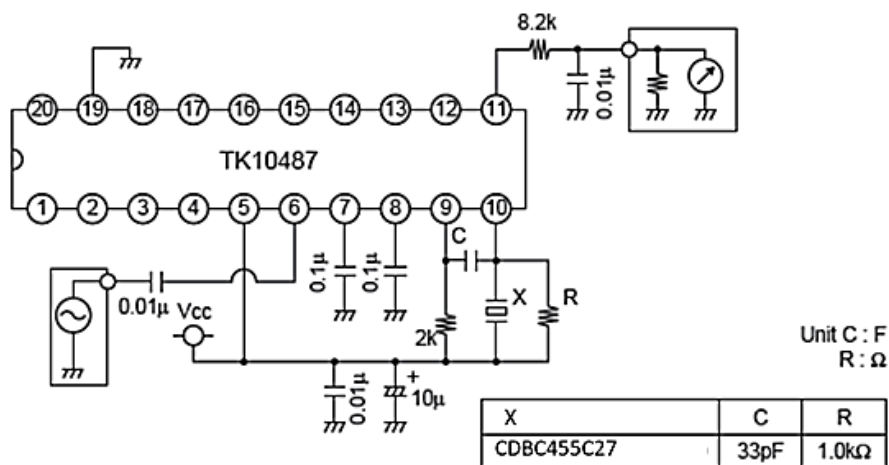 8.2k
0.01μ
20 19 18 17 16 15 14 13 12 11
TK10487
1 2 3 4 5 6 7 8 9 10
C
0.1μ
0.1μ
0.01μ
Vcc
2k
X
R
0.01μ
+
10μ
Unit C : F
R : Ω
X C R
CDBC455C27 33pF 1.0kΩ